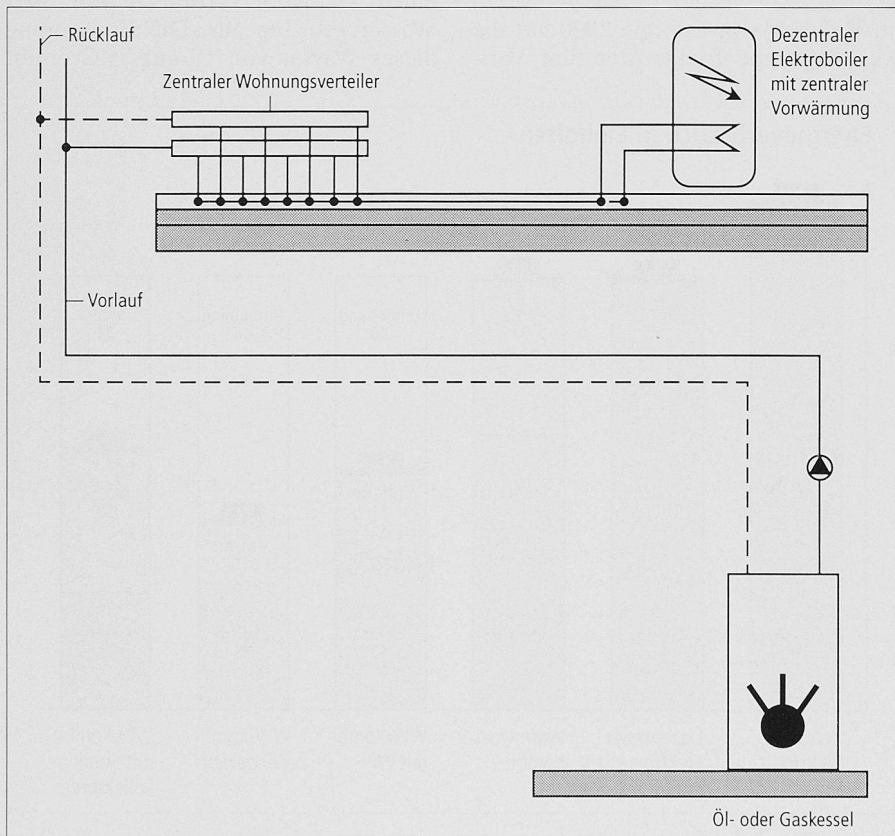 Rücklauf
Zentraler Wohnungsverteiler
Dezentraler
Elektroboiler
mit zentraler
Vorwärmung
Vorlauf
Öl- oder Gaskessel